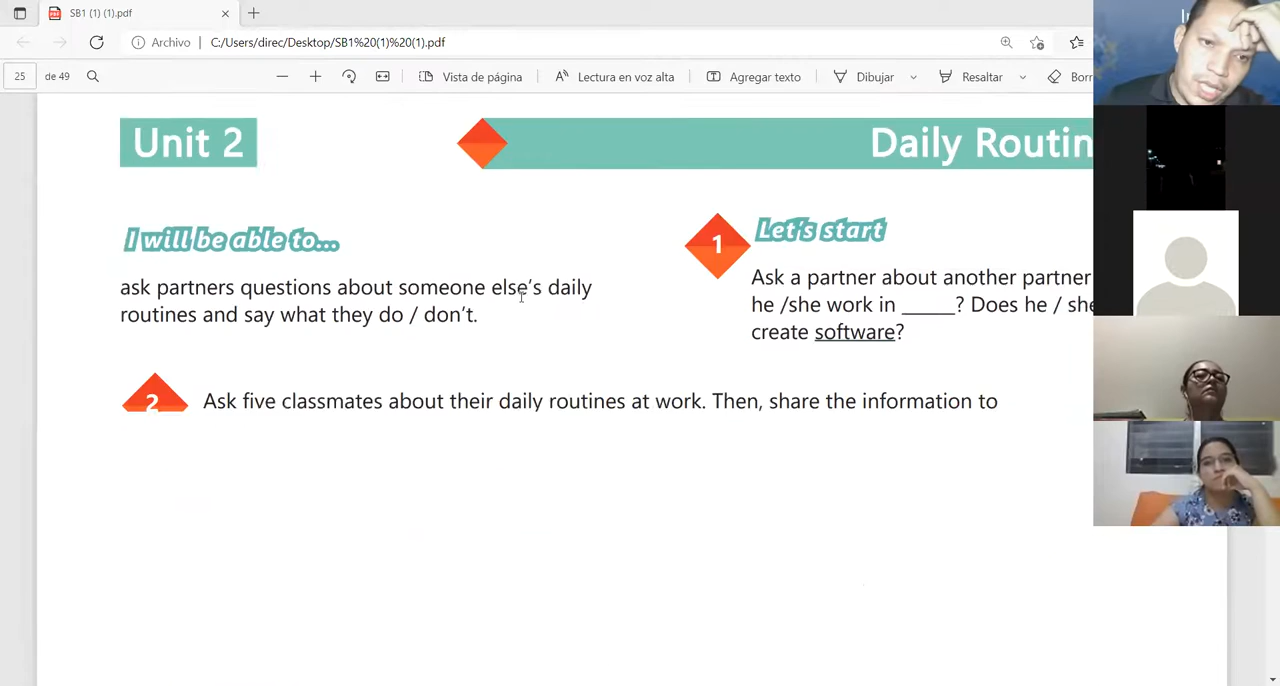 SB1 (1) (1).pdf
Archivo
C:/Users/direc/Desktop/SB1%20(1)%20(1).pdf
25
de 49
Vista de página
Lectura en voz alta
Agregar texto
Dibujar
Resaltar
Borr
Unit 2
Daily Routin
I will be able to...
ask partners questions about someone else's daily
routines and say what they do / don't.
1
Let's start
Ask a partner about another partner
he /she work in _____? Does he / she
create software?
2
Ask five classmates about their daily routines at work. Then, share the information to